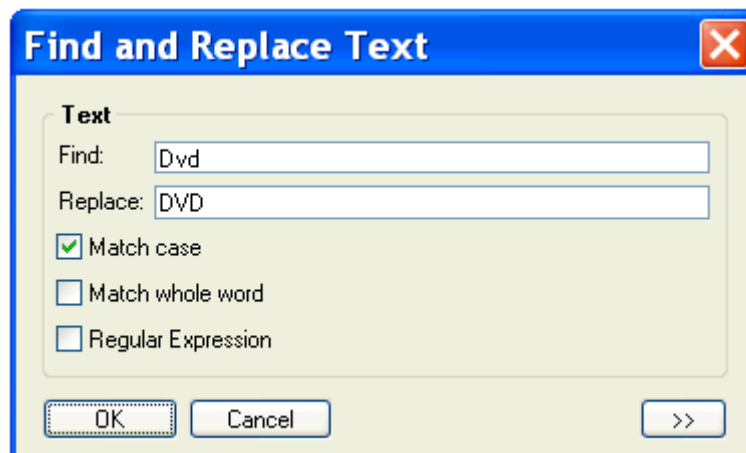 Find and Replace Text
Text
Find: Dvd
Replace: DVD
Match case
Match whole word
Regular Expression
OK Cancel >>